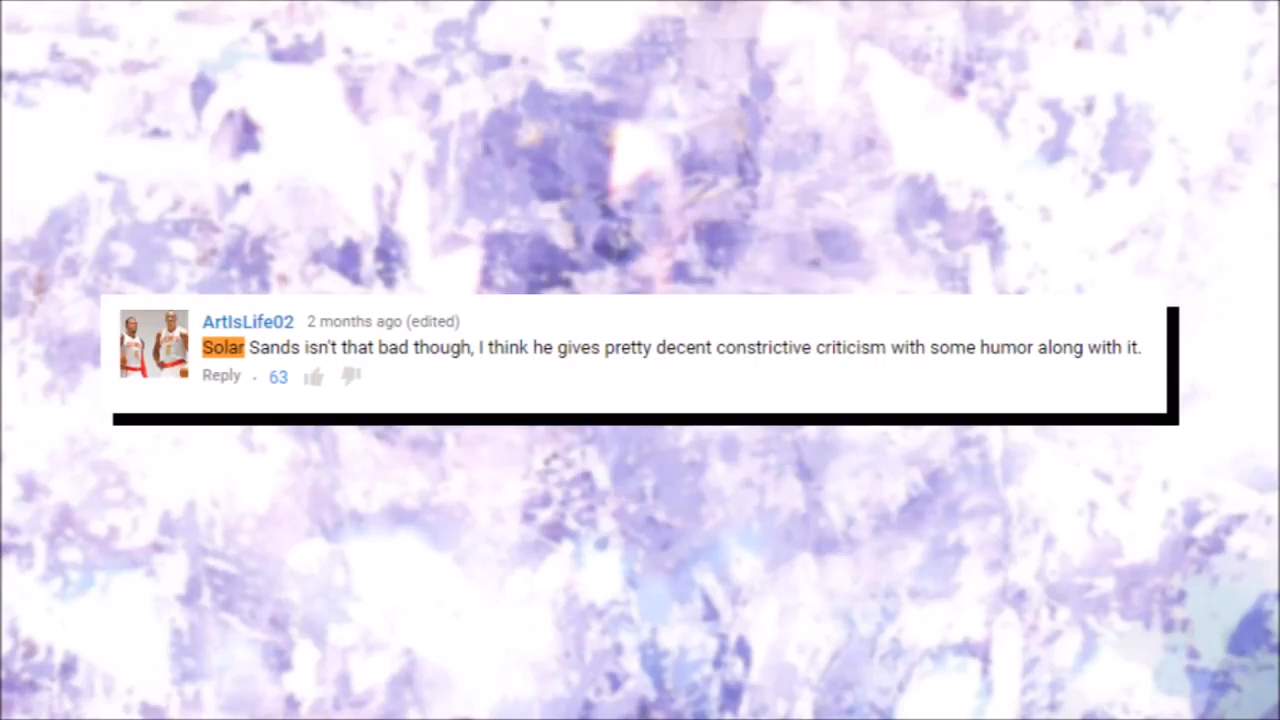 ArtIsLife02 2 months ago (edited)
Solar Sands isn't that bad though, I think he gives pretty decent constrictive criticism with some humor along with it.
Reply · 63